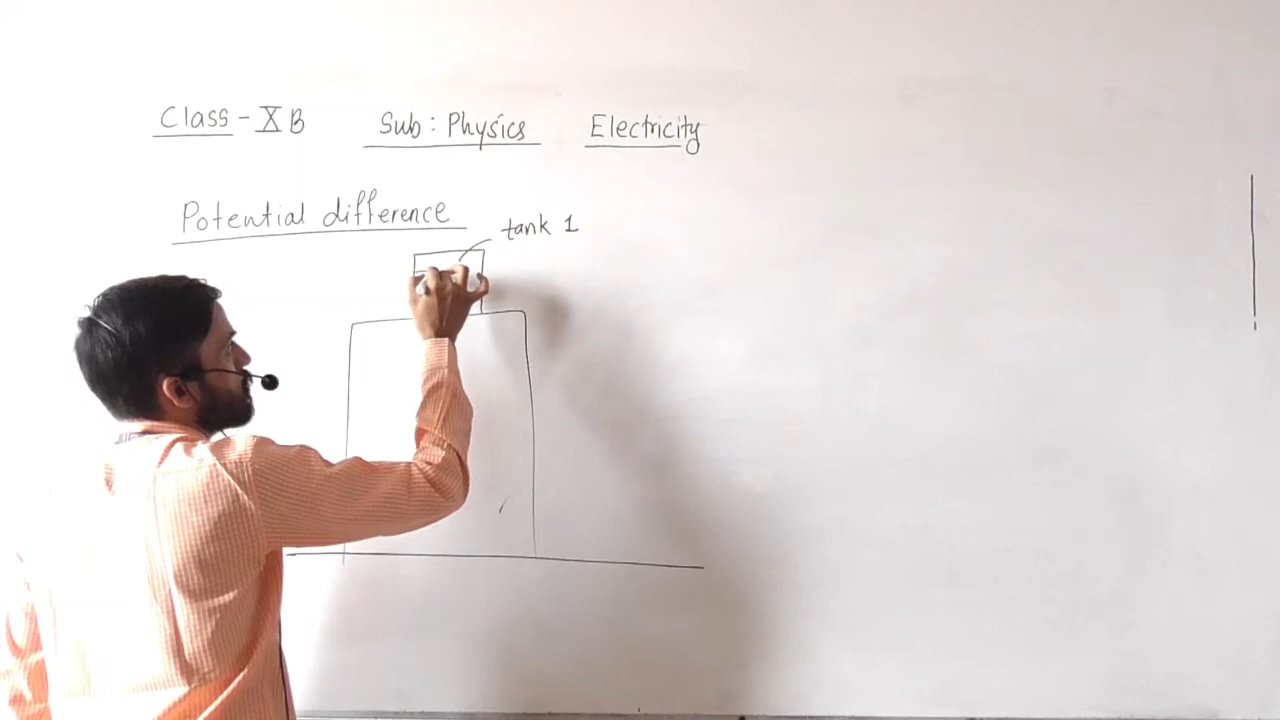 Class - X B Sub : Physics Electricity
Potential difference
tank 1